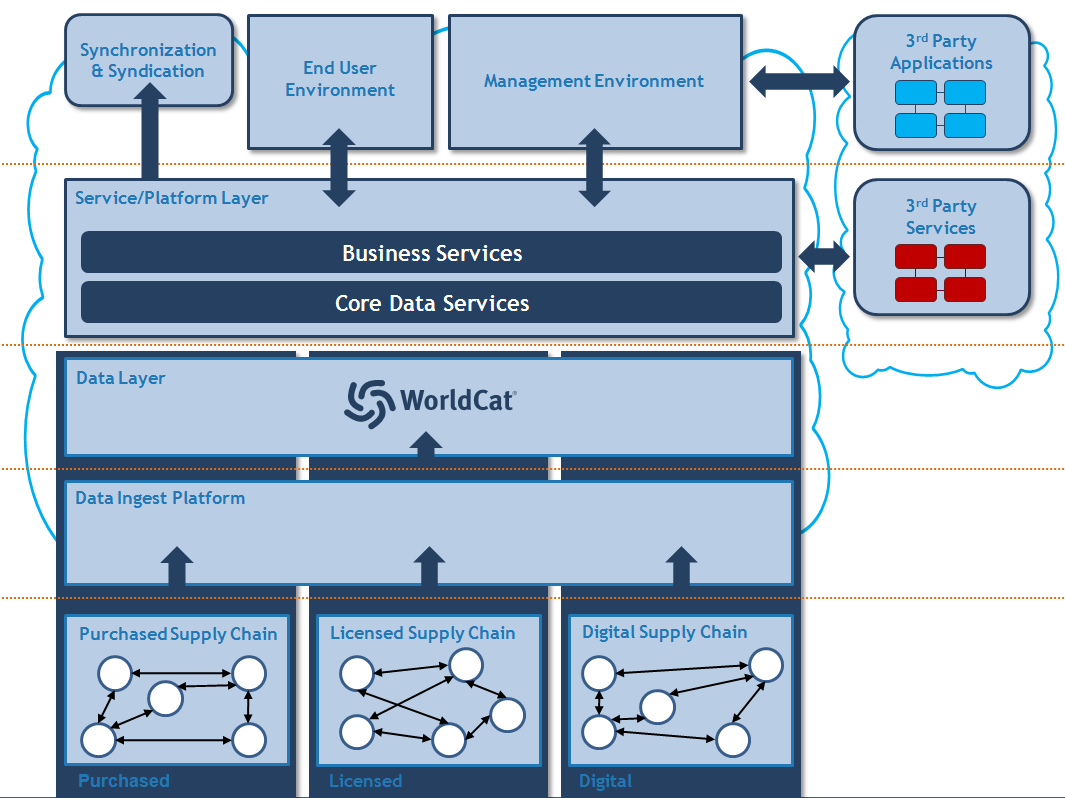 Synchronization
& Syndication
End User
Environment
Management Environment
3rd Party
Applications
Service/Platform Layer
Business Services
Core Data Services
3rd Party
Services
Data Layer
WorldCat®
Data Ingest Platform
Purchased Supply Chain
Licensed Supply Chain
Digital Supply Chain
Purchased
Licensed
Digital